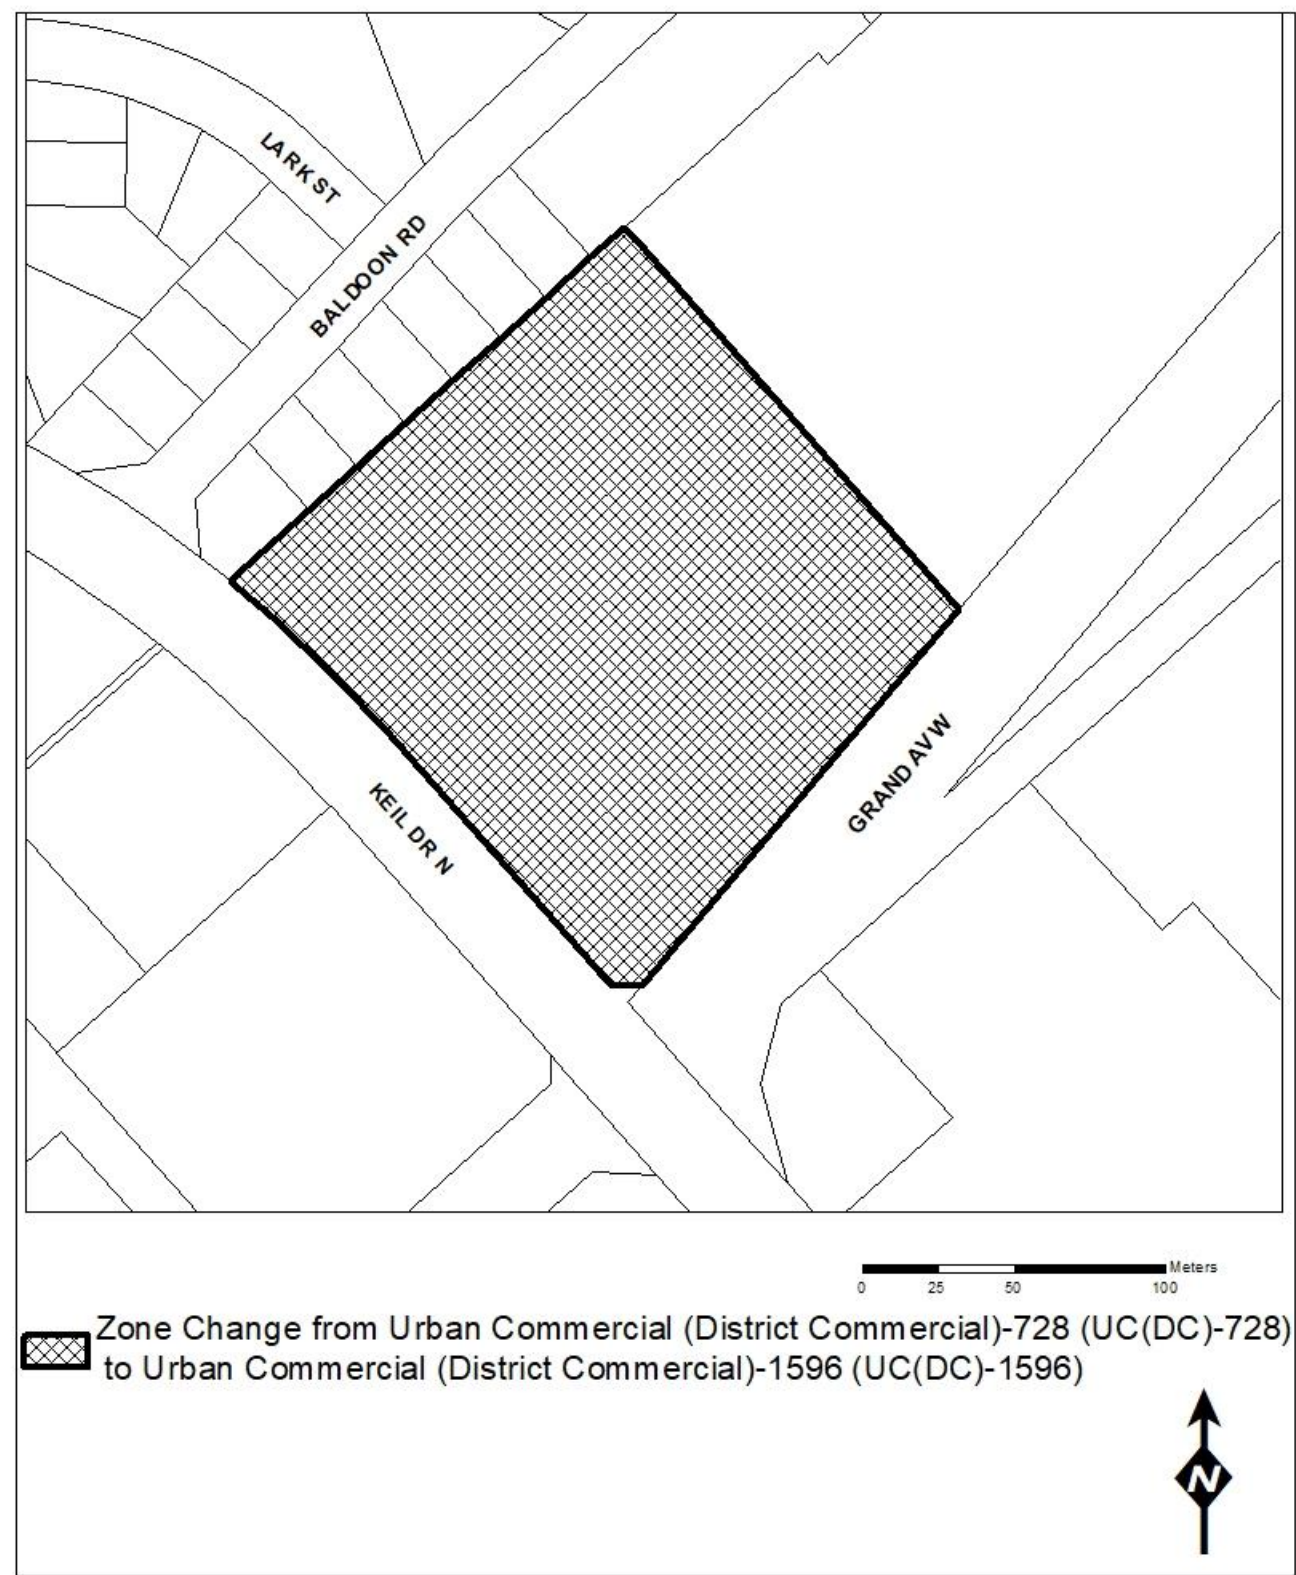 LARK ST
BALDOON RD
KEIL DR N
GRAND AV W
Meters
0 25 50 100
Zone Change from Urban Commercial (District Commercial)-728 (UC(DC)-728)
to Urban Commercial (District Commercial)-1596 (UC(DC)-1596)
N